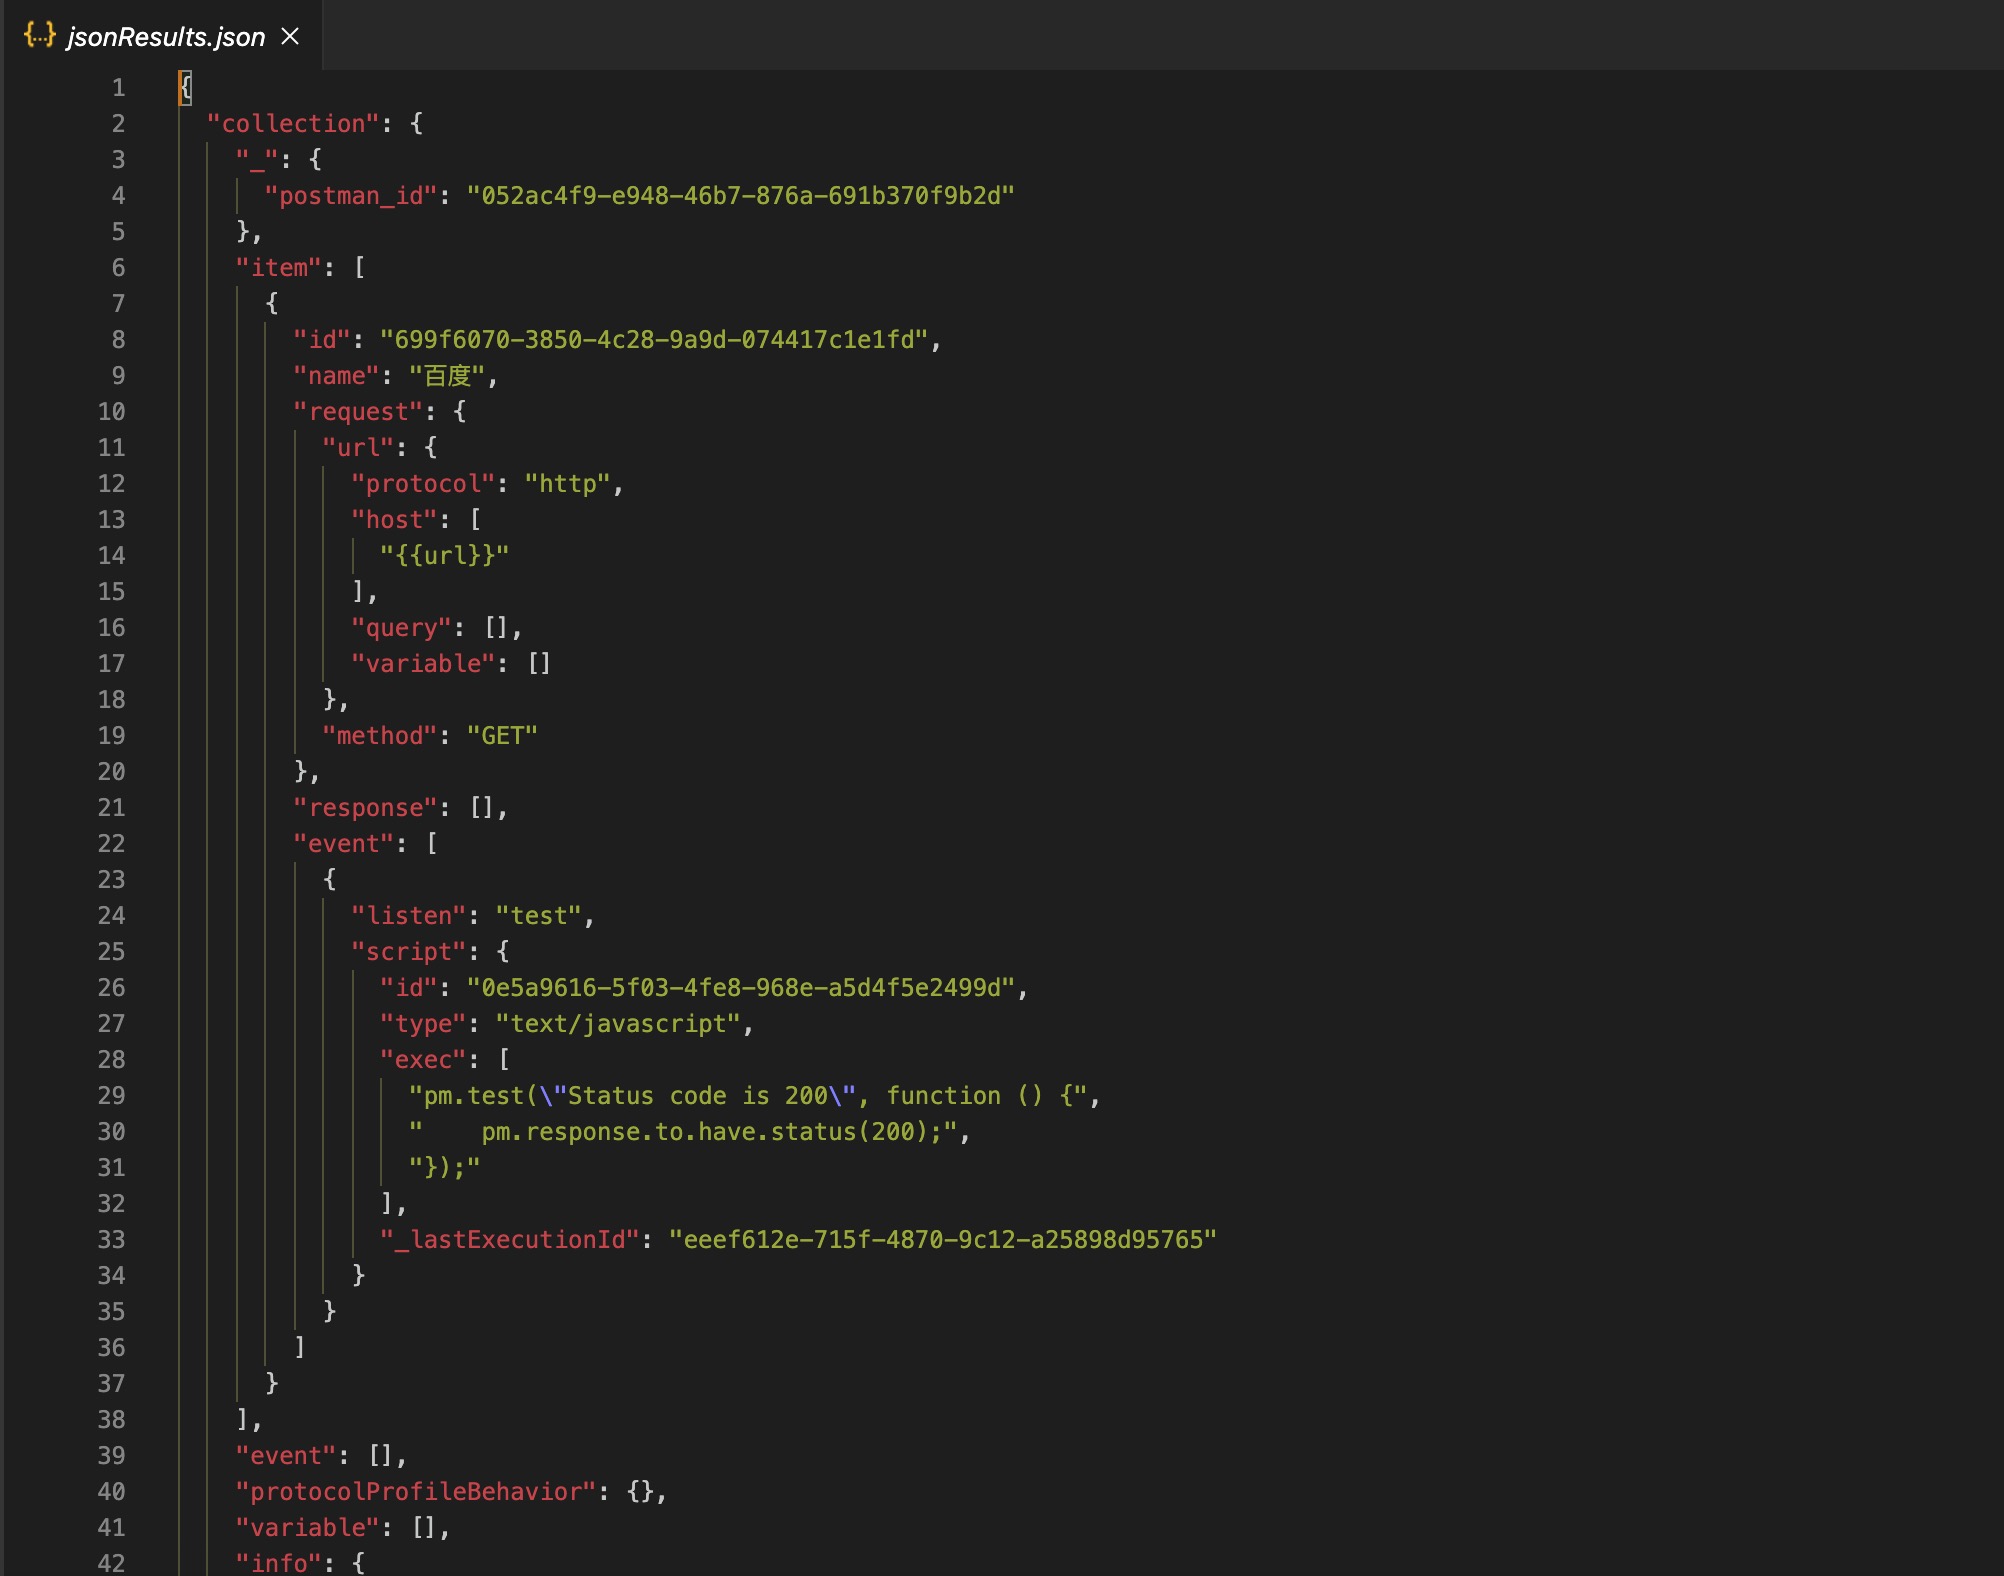 {..} jsonResults.json ×
1 {
2   "collection": {
3     "_": {
4       "postman_id": "052ac4f9-e948-46b7-876a-691b370f9b2d"
5     },
6     "item": [
7       {
8         "id": "699f6070-3850-4c28-9a9d-074417c1e1fd",
9         "name": "百度",
10         "request": {
11           "url": {
12             "protocol": "http",
13             "host": [
14               "{{url}}"
15             ],
16             "query": [],
17             "variable": []
18           },
19           "method": "GET"
20         },
21         "response": [],
22         "event": [
23           {
24             "listen": "test",
25             "script": {
26               "id": "0e5a9616-5f03-4fe8-968e-a5d4f5e2499d",
27               "type": "text/javascript",
28               "exec": [
29                 "pm.test(\"Status code is 200\", function () {",
30                 "    pm.response.to.have.status(200);",
31                 "});"
32               ],
33               "_lastExecutionId": "eeef612e-715f-4870-9c12-a25898d95765"
34             }
35           }
36         ]
37       }
38     ],
39     "event": [],
40     "protocolProfileBehavior": {},
41     "variable": [],
42     "info": {